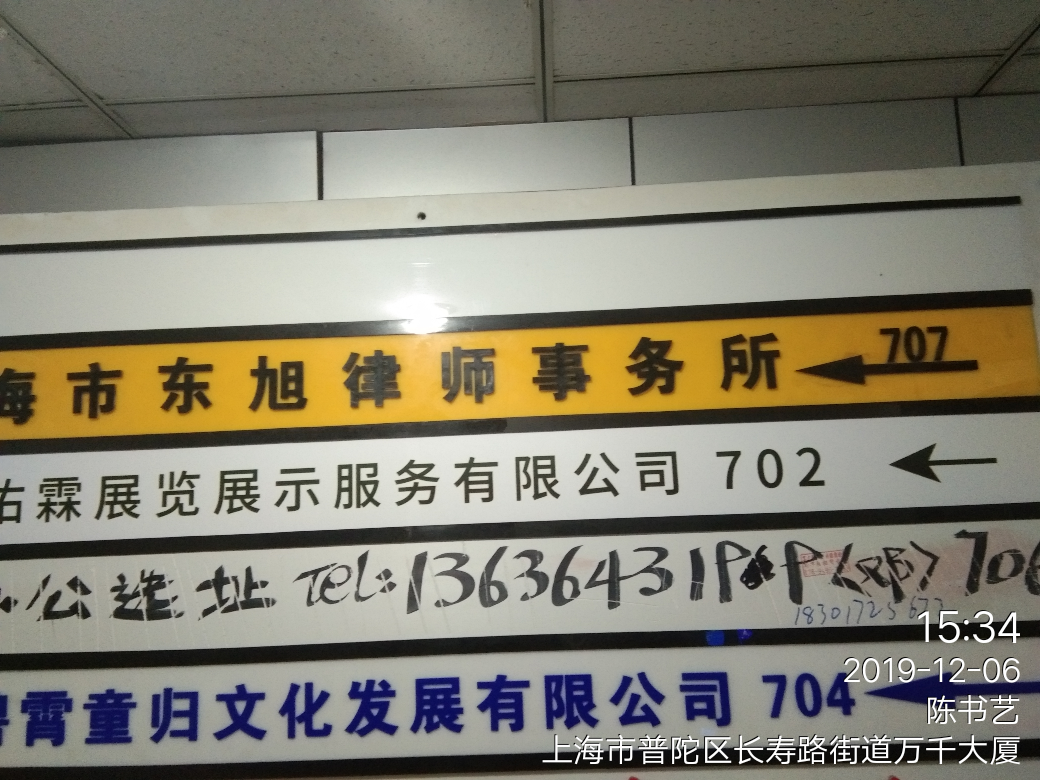 海市东旭律师事务所 707
佑霖展览展示服务有限公司 702
公选址 Tel:13636431 706
霄童归文化发展有限公司 704
15:34
2019-12-06
陈书艺
上海市普陀区长寿路街道万千大厦